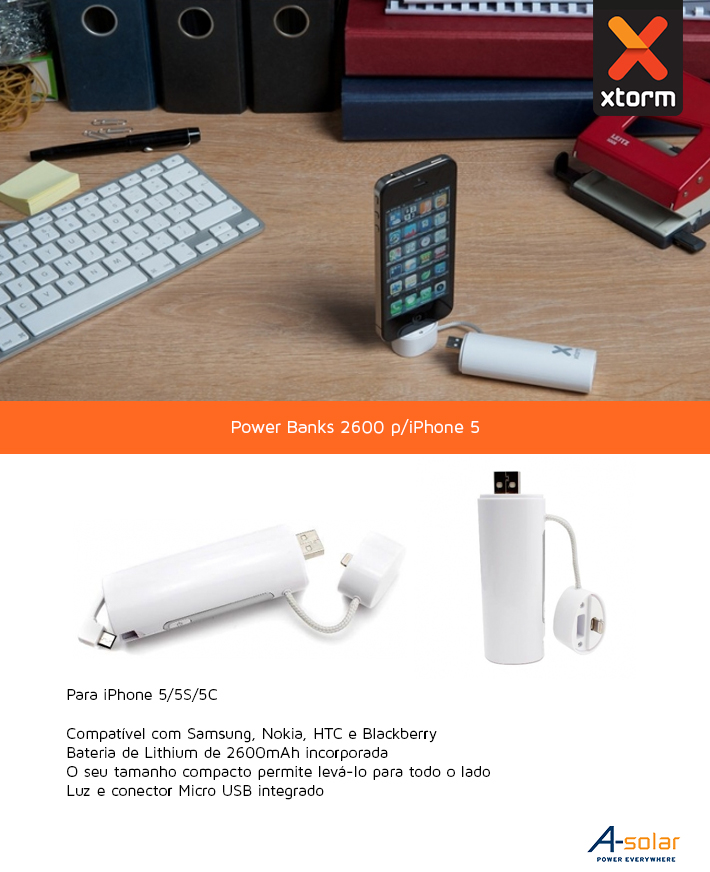 xtorm
LEITZ
xtorm
Power Banks 2600 p/iPhone 5
Para iPhone 5/5S/5C
Compatível com Samsung, Nokia, HTC e Blackberry
Bateria de Lithium de 2600mAh incorporada
O seu tamanho compacto permite levá-lo para todo o lado
Luz e conector Micro USB integrado
A-solar
POWER EVERYWHERE